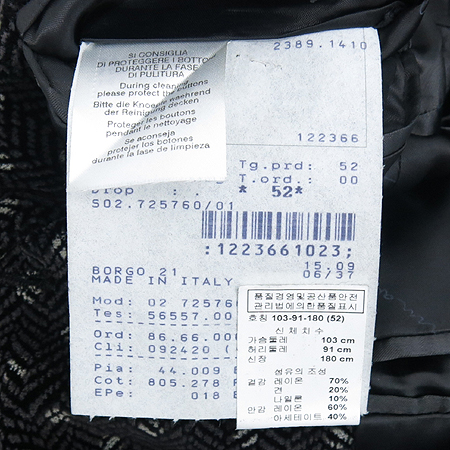 SI CONSIGLIA
DI PROTEGGERE I BOTTO
DURANTE LA FASE
DI PULITURA
During cleaning
please protect the buttons
Bitte die Knoepfe waehrend
der Reinigung decken
Proteger les boutons
pendant le nettoyage
Se aconseja
protejer los botones
durante la fase de limpieza
2389.1410
122366
Tg.prd: 52
T.ord.: 00
Drop : . * 52*
S02.725760/01
:1223661023;
15.09
BORGO 21 06/37
MADE IN ITALY
Mod: 02 72576
Tes: 56557.00
Ord: 86.66.00
Cli: 092420 (
Pia: 44.009
Cot: 805.278
EPe: 018
품질경영및공산품안전
관리법에의한품질표시
호칭 103-91-180 (52)
신체치수
가슴둘레 103 cm
허리둘레 91 cm
신장 180 cm
섬유의 조성
겉감 레이온 70%
견 20%
나일론 10%
안감 레이온 60%
아세테이트 40%